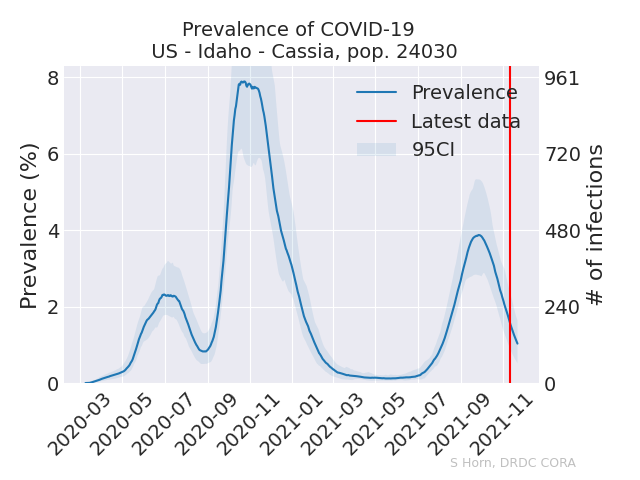 Prevalence of COVID-19
US - Idaho - Cassia, pop. 24030
Prevalence (%)
8
6
4
2
0
961
720
480
240
0
# of infections
Prevalence
Latest data
95CI
2020-03
2020-05
2020-07
2020-09
2020-11
2021-01
2021-03
2021-05
2021-07
2021-09
2021-11
S Horn, DRDC CORA